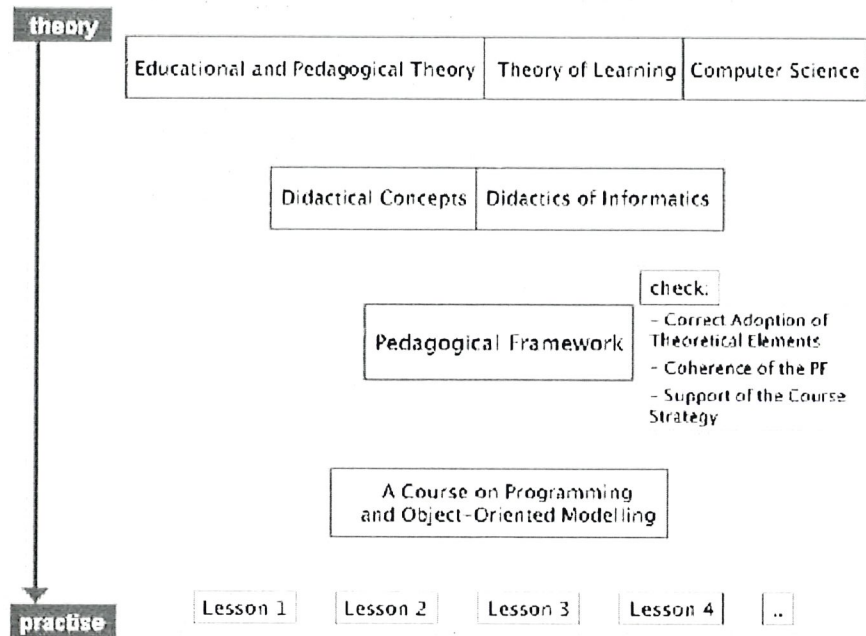 theory
Educational and Pedagogical Theory Theory of Learning Computer Science
Didactical Concepts Didactics of Informatics
Pedagogical Framework
check:
- Correct Adoption of
Theoretical Elements
- Coherence of the PF
- Support of the Course
Strategy
A Course on Programming
and Object-Oriented Modelling
Lesson 1 Lesson 2 Lesson 3 Lesson 4 ..
practise